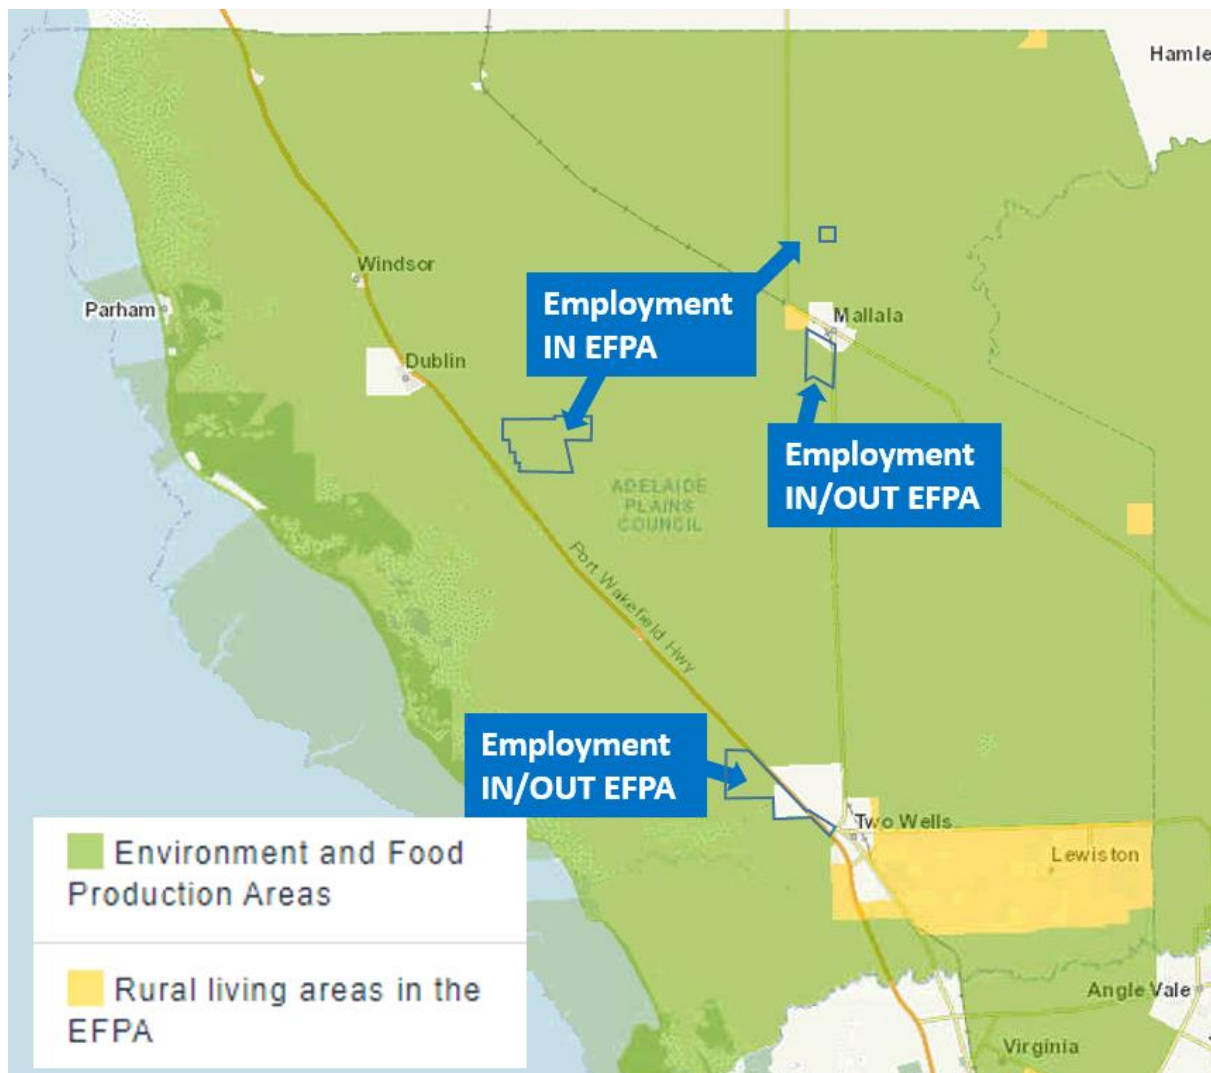 Hamle
Windsor
Parham
Employment
IN EFPA
Mallala
Dublin
Employment
IN/OUT EFPA
ADELAIDE
PLAINS
COUNCIL
Port Wakefield Hwy
Employment
IN/OUT EFPA
Two Wells
Lewiston
Environment and Food
Production Areas
Rural living areas in the
EFPA
Angle Vale
Virginia